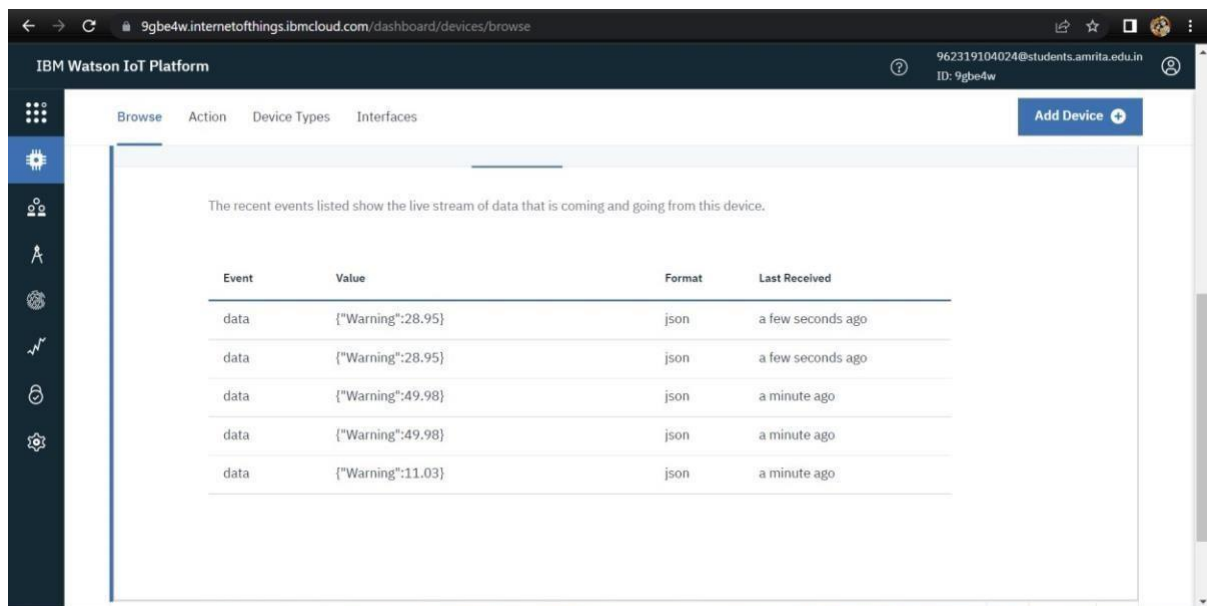 9gbe4w.internetofthings.ibmcloud.com/dashboard/devices/browse
IBM Watson IoT Platform
962319104024@students.amrita.edu.in
ID: 9gbe4w
Browse Action Device Types Interfaces Add Device
The recent events listed show the live stream of data that is coming and going from this device.
Event Value Format Last Received
data {"Warning":28.95} json a few seconds ago
data {"Warning":28.95} json a few seconds ago
data {"Warning":49.98} json a minute ago
data {"Warning":49.98} json a minute ago
data {"Warning":11.03} json a minute ago